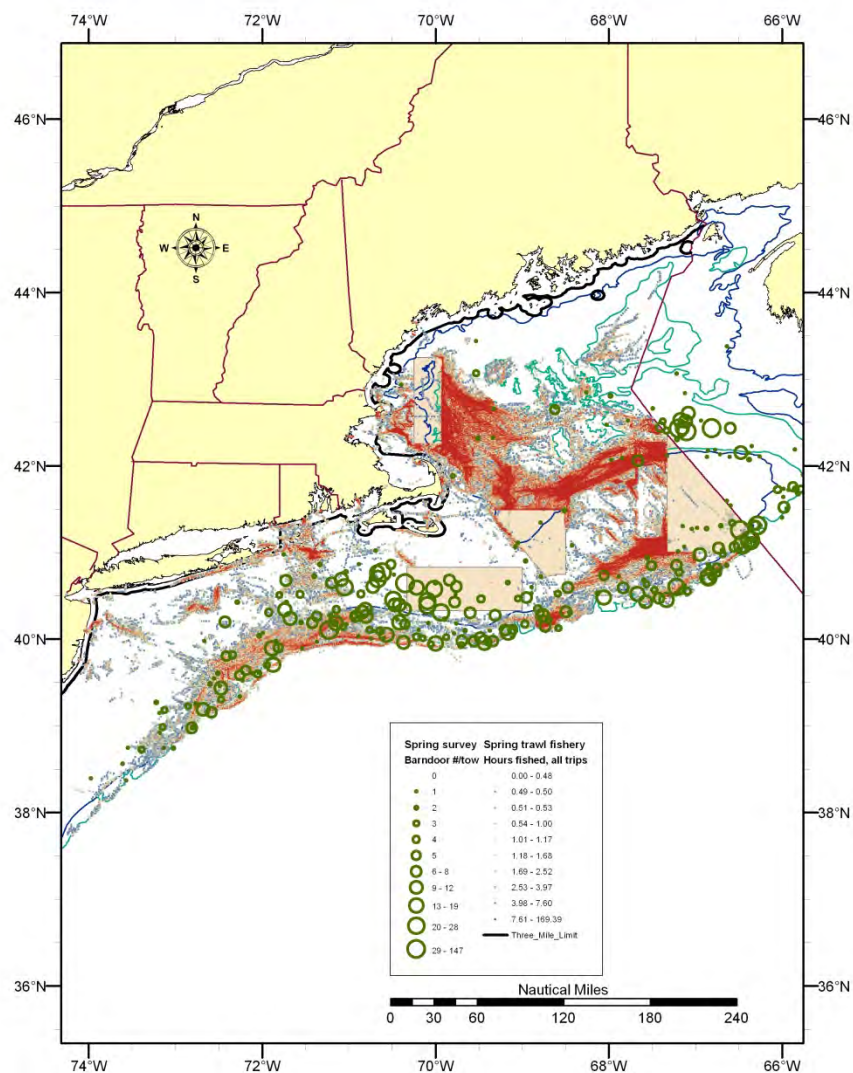 74°W 72°W 70°W 68°W 66°W
46°N 46°N
N
W E
S
44°N 44°N
42°N 42°N
40°N 40°N
Spring survey Spring trawl fishery
Barndoor #/tow Hours fished, all trips
0 0.00 - 0.48
1 0.49 - 0.50
2 0.51 - 0.53
3 0.54 - 1.00
4 1.01 - 1.17
5 1.18 - 1.68
6 - 8 1.69 - 2.52
9 - 12 2.53 - 3.97
13 - 19 3.98 - 7.60
20 - 28 7.61 - 169.39
29 - 147 Three_Mile_Limit
38°N 38°N
36°N 36°N
Nautical Miles
0 15 30 60 120 180 240
74°W 72°W 70°W 68°W 66°W